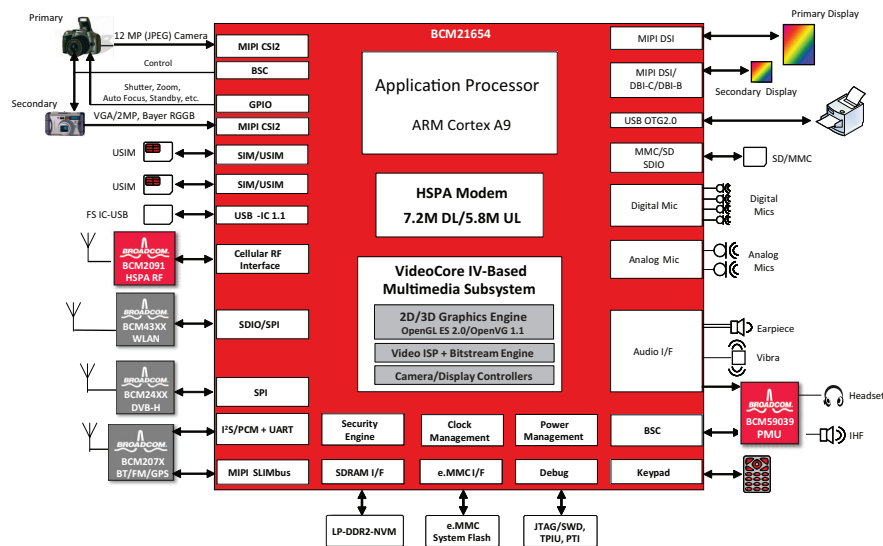 Primary
12 MP (JPEG) Camera
Control
Shutter, Zoom,
Auto Focus, Standby, etc.
Secondary
VGA/2MP, Bayer RGGB
USIM
USIM
FS IC-USB
BROADCOM.
BCM2091
HSPA RF
BROADCOM.
BCM43XX
WLAN
BROADCOM.
BCM24XX
DVB-H
BROADCOM.
BCM207X
BT/FM/GPS
MIPI CSI2
BSC
GPIO
MIPI CSI2
SIM/USIM
SIM/USIM
USB -IC 1.1
Cellular RF
Interface
SDIO/SPI
SPI
I²S/PCM + UART
MIPI SLIMbus
BCM21654
Application Processor
ARM Cortex A9
HSPA Modem
7.2M DL/5.8M UL
VideoCore IV-Based
Multimedia Subsystem
2D/3D Graphics Engine
OpenGL ES 2.0/OpenVG 1.1
Video ISP + Bitstream Engine
Camera/Display Controllers
Security
Engine
Clock
Management
Power
Management
SDRAM I/F
e.MMC I/F
Debug
LP-DDR2-NVM
e.MMC
System Flash
JTAG/SWD,
TPIU, PTI
MIPI DSI
MIPI DSI/
DBI-C/DBI-B
USB OTG2.0
MMC/SD
SDIO
Digital Mic
Analog Mic
Audio I/F
BSC
Keypad
Primary Display
Secondary Display
SD/MMC
Digital
Mics
Analog
Mics
Earpiece
Vibra
BROADCOM.
BCM59039
PMU
Headset
IHF